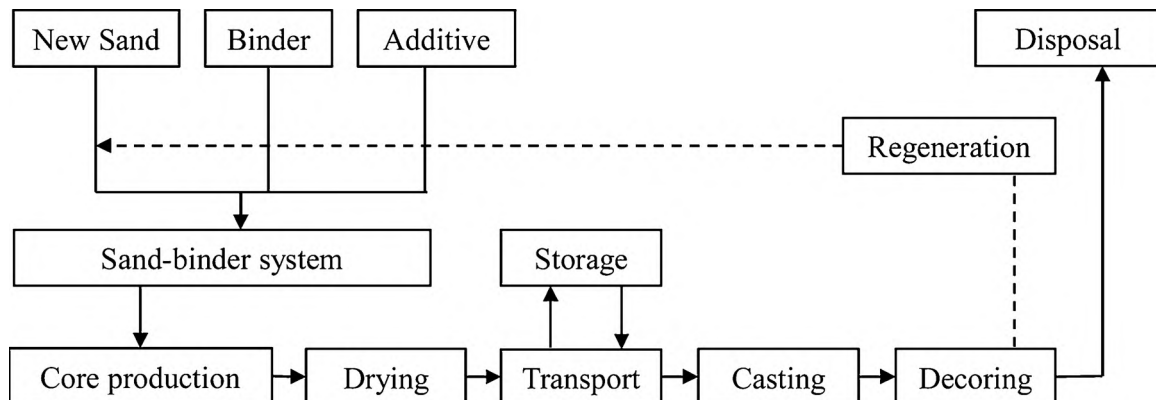 New Sand
Binder
Additive
Disposal
Regeneration
Sand-binder system
Storage
Core production
Drying
Transport
Casting
Decoring